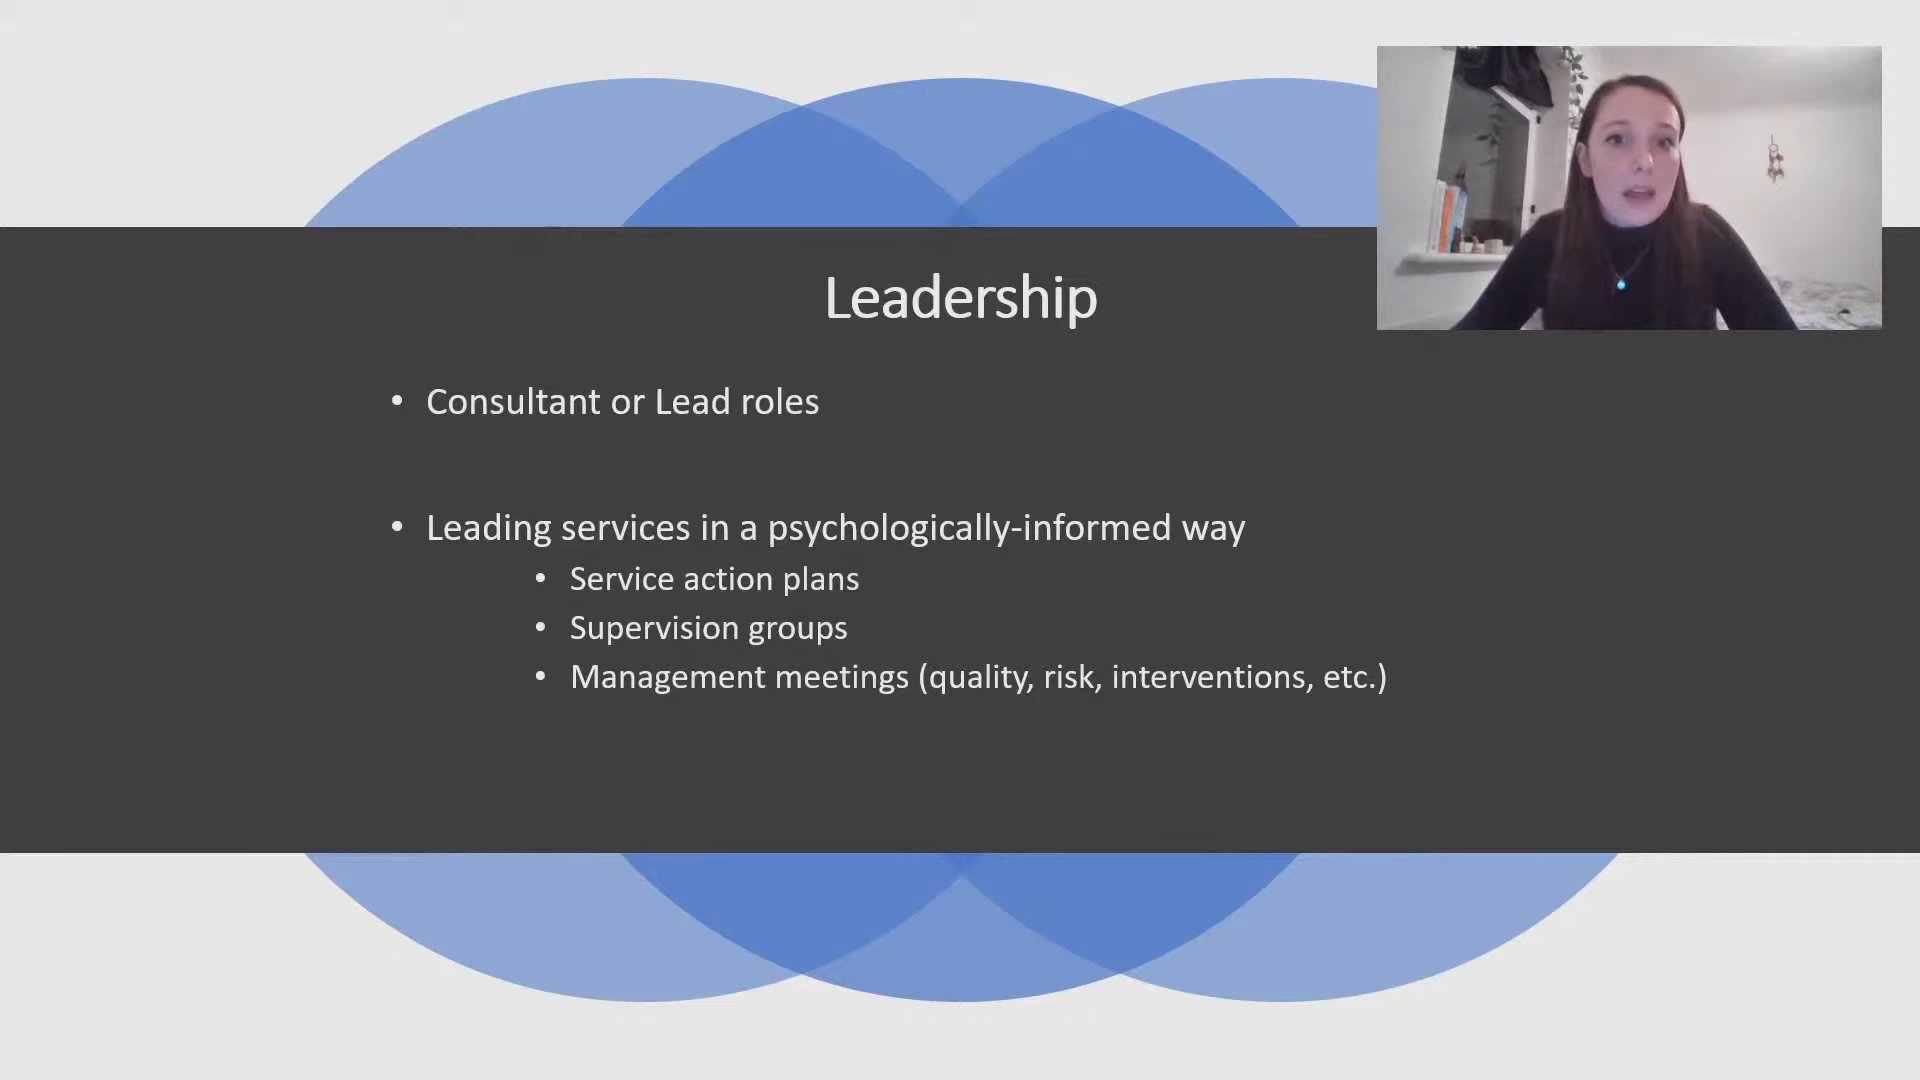 Leadership
• Consultant or Lead roles
• Leading services in a psychologically-informed way
• Service action plans
• Supervision groups
• Management meetings (quality, risk, interventions, etc.)